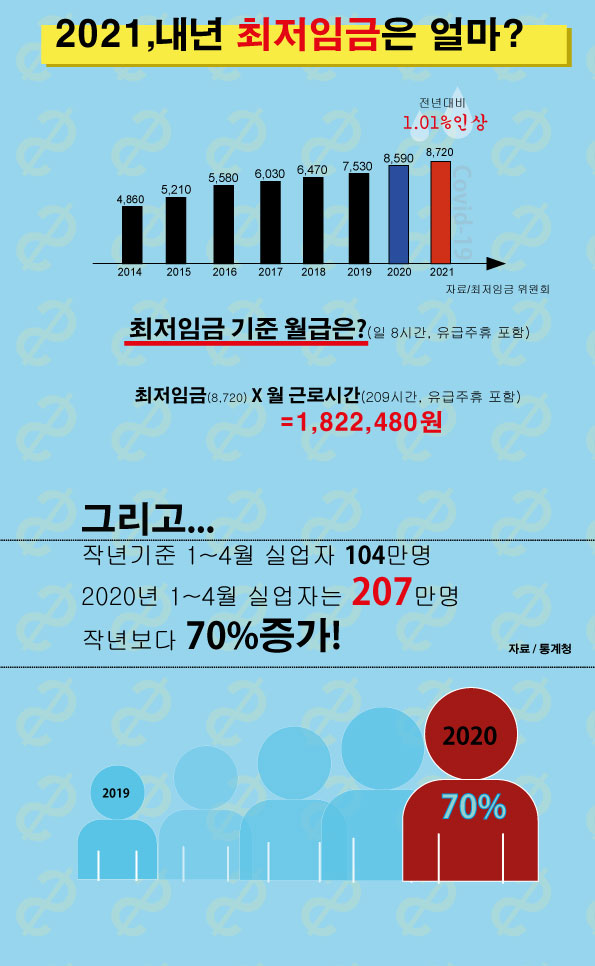 2021,내년 최저임금은 얼마?
전년대비
1.01%인상
4,860
5,210
5,580
6,030
6,470
7,530
8,590
8,720
Covid-19
2014 2015 2016 2017 2018 2019 2020 2021
자료/최저임금 위원회
최저임금 기준 월급은?(일 8시간, 유급주휴 포함)
최저임금(8,720) X 월 근로시간(209시간, 유급주휴 포함)
=1,822,480원
그리고...
작년기준 1~4월 실업자 104만명
2020년 1~4월 실업자는 207만명
작년보다 70%증가!
자료 / 통계청
2019
2020
70%